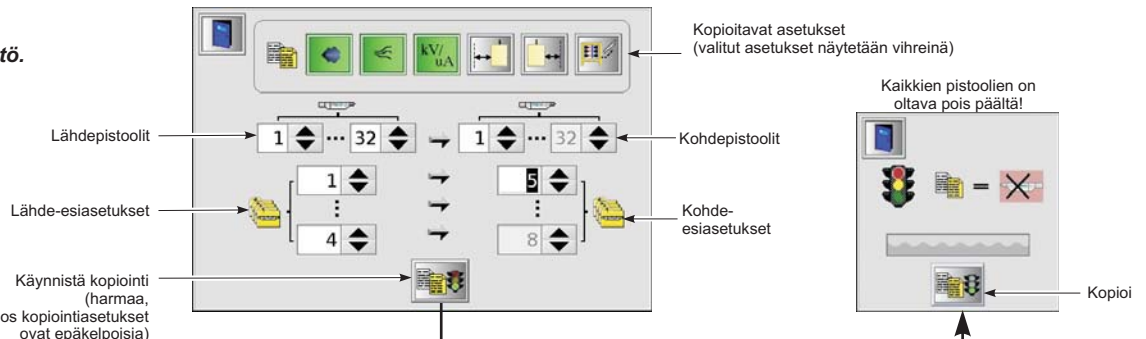 tö.
Kopioitavat asetukset
(valitut asetukset näytetään vihreinä)
kV/
uA
Lähdepistoolit
1 ... 32
1 ... 32
Kohdepistoolit
Lähde-esiasetukset
1
5
4
8
Kohde-
esiasetukset
Käynnistä kopiointi
(harmaa,
os kopiointiasetukset
ovat epäkelpoisia)
Kaikkien pistoolien on
oltava pois päältä!
=
Kopioi